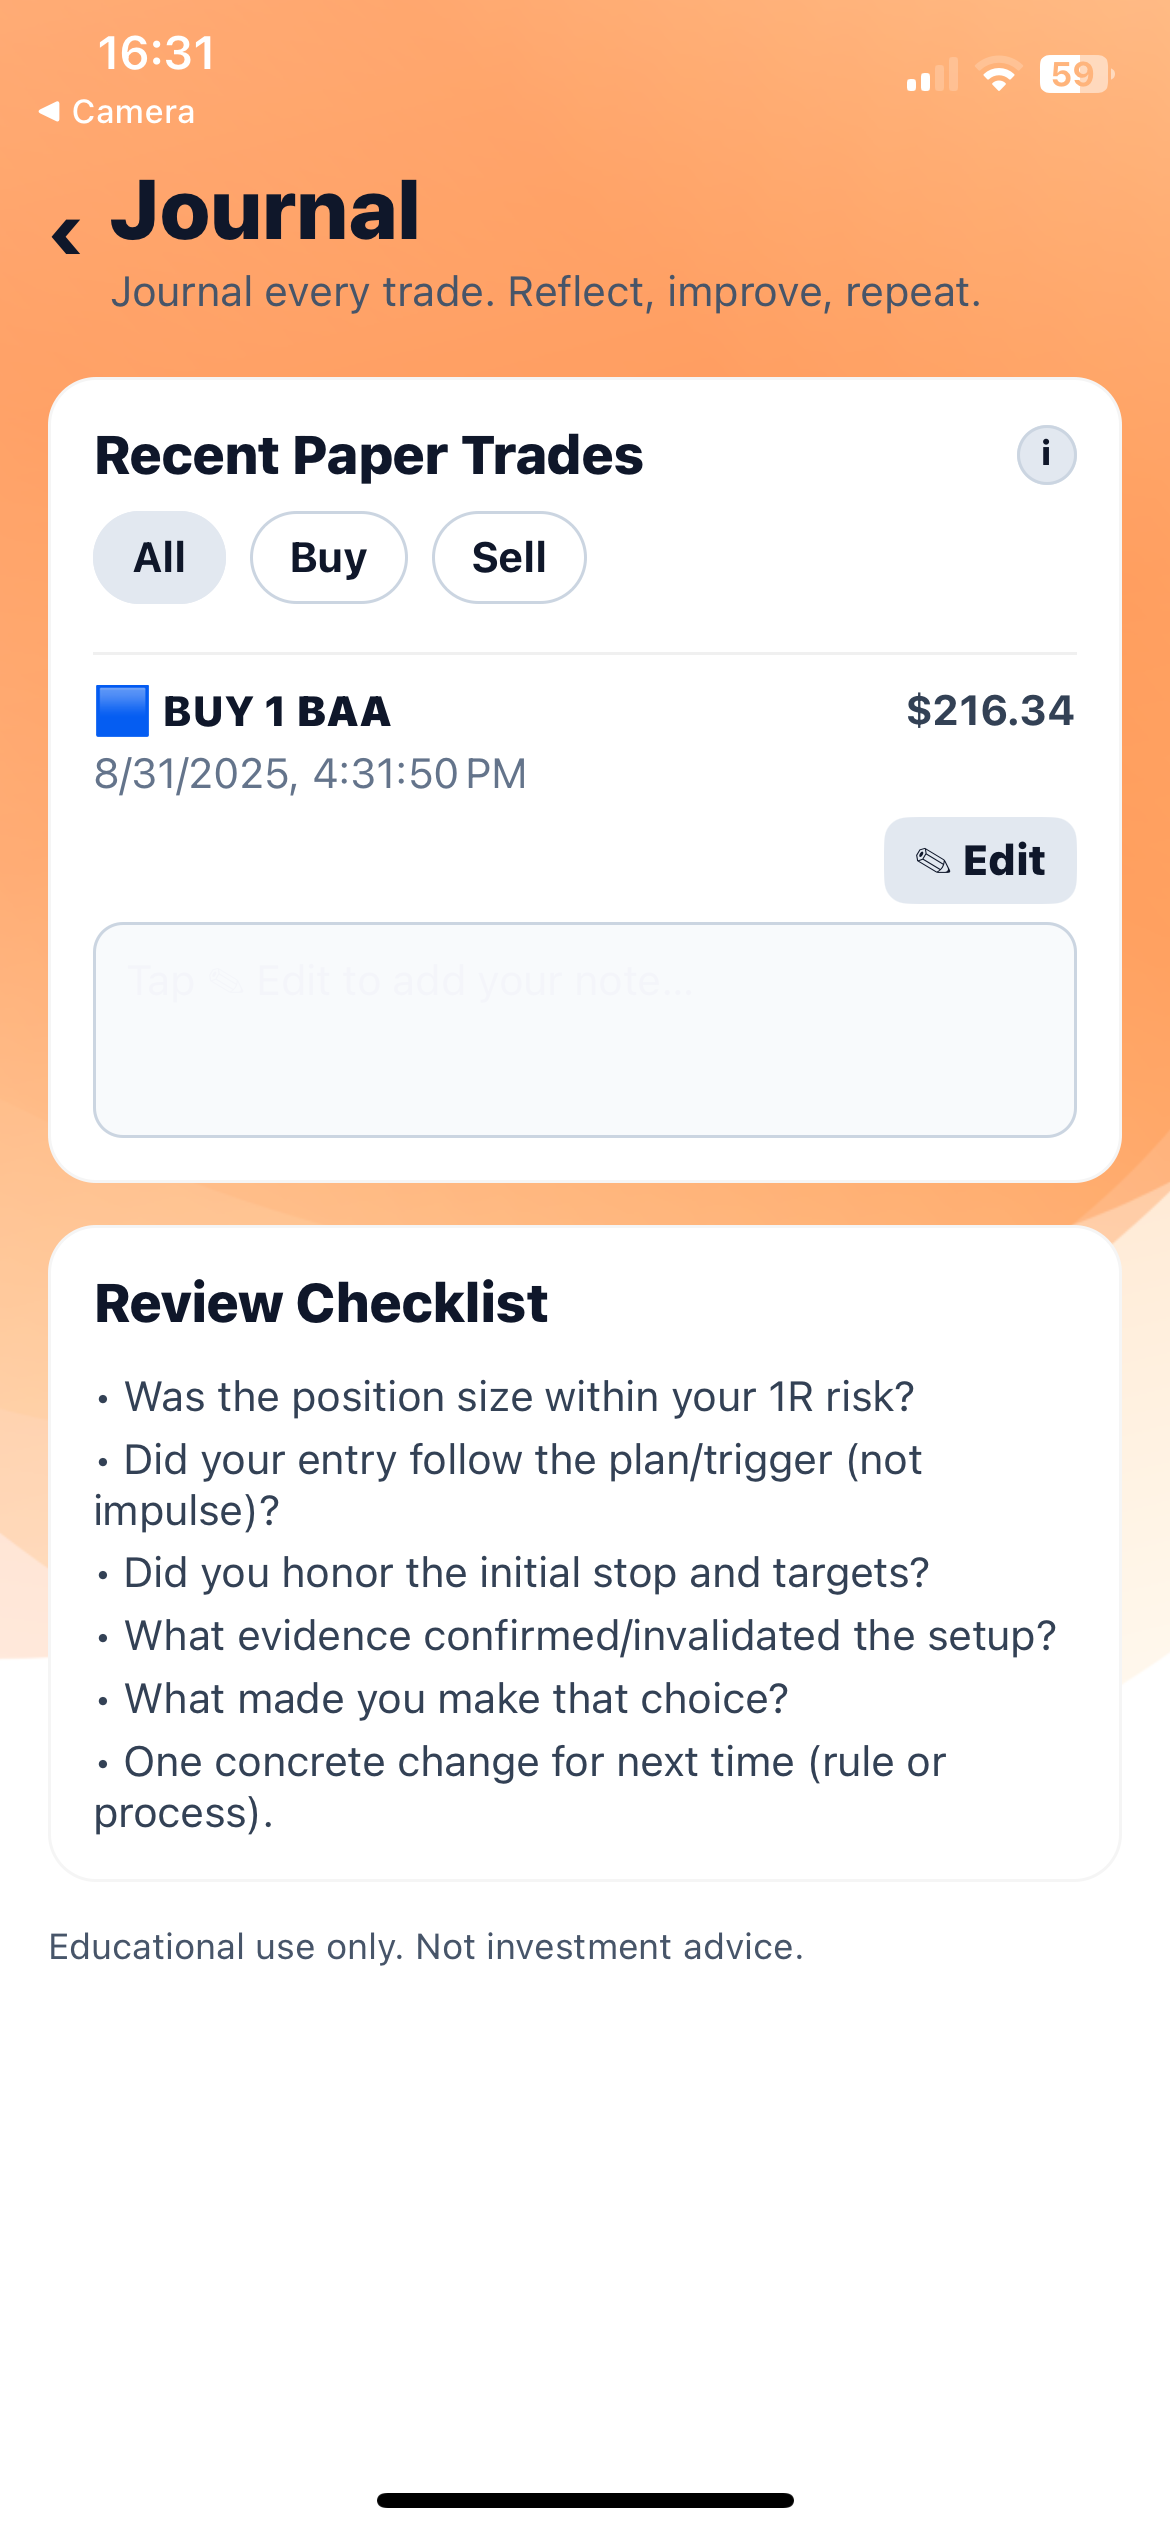 16:31
59
◀ Camera
‹ Journal
Journal every trade. Reflect, improve, repeat.
Recent Paper Trades
i
All
Buy
Sell
🟦 BUY 1 BAA
$216.34
8/31/2025, 4:31:50 PM
✎ Edit
Tap ✎ Edit to add your note...
Review Checklist
• Was the position size within your 1R risk?
• Did your entry follow the plan/trigger (not
impulse)?
• Did you honor the initial stop and targets?
• What evidence confirmed/invalidated the setup?
• What made you make that choice?
• One concrete change for next time (rule or
process).
Educational use only. Not investment advice.